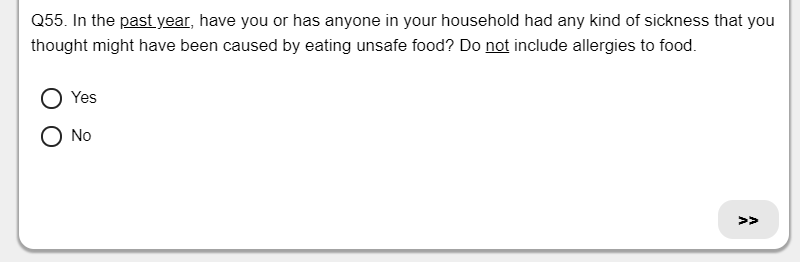 Q55. In the past year, have you or has anyone in your household had any kind of sickness that you
thought might have been caused by eating unsafe food? Do not include allergies to food.
Yes
No
>>